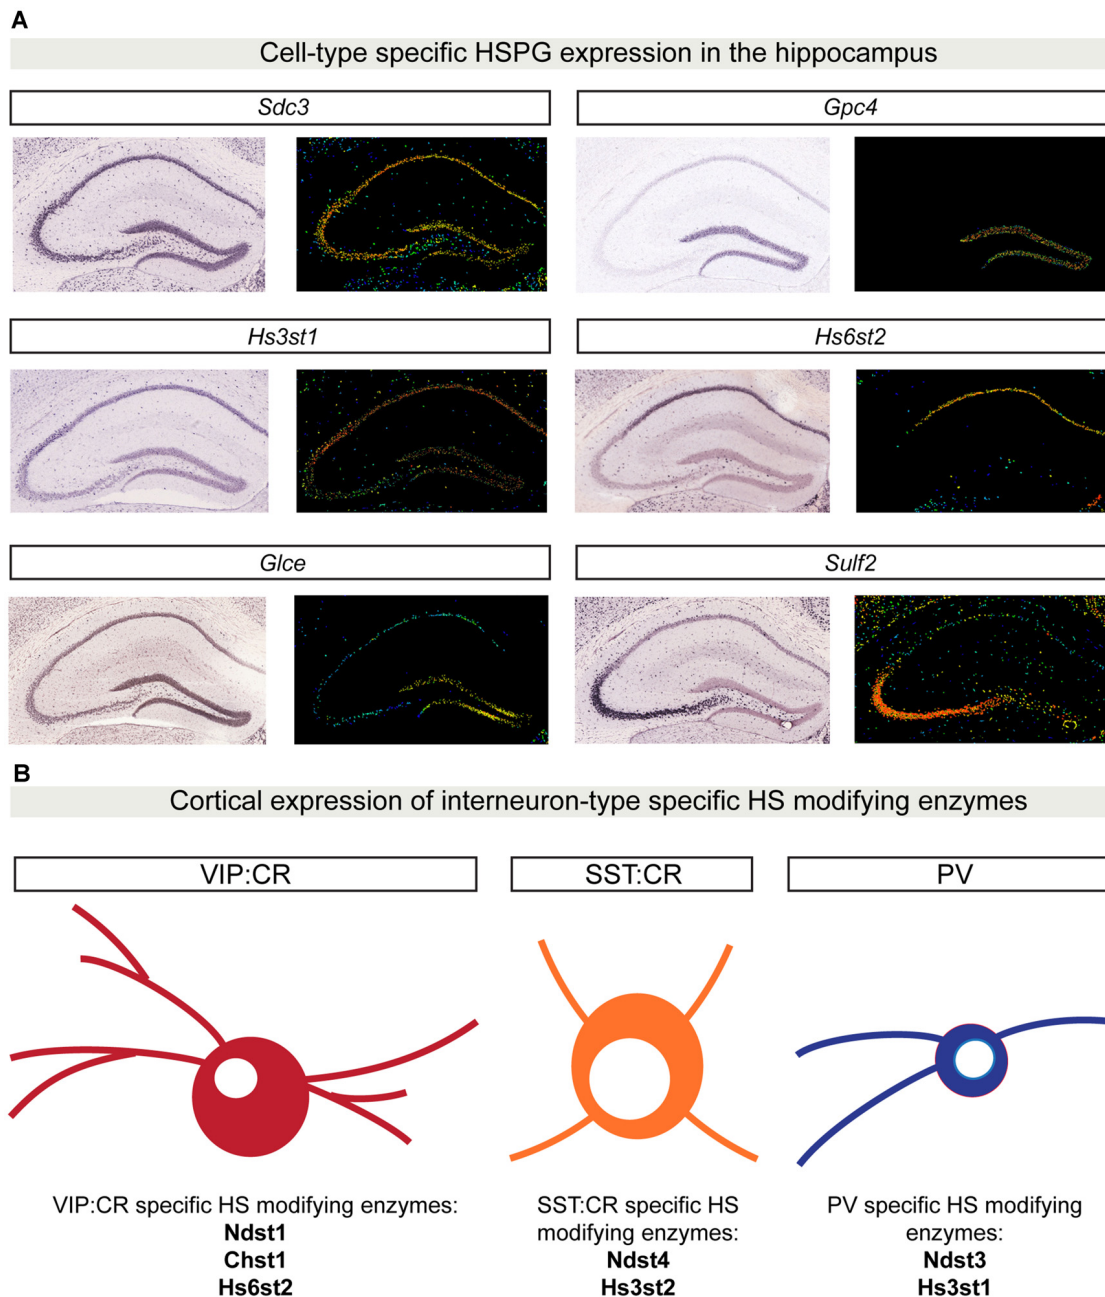 A
Cell-type specific HSPG expression in the hippocampus
Sdc3
Gpc4
Hs3st1
Hs6st2
Glce
Sulf2
B
Cortical expression of interneuron-type specific HS modifying enzymes
VIP:CR
SST:CR
PV
VIP:CR specific HS modifying enzymes:
Ndst1
Chst1
Hs6st2
SST:CR specific HS
modifying enzymes:
Ndst4
Hs3st2
PV specific HS modifying
enzymes:
Ndst3
Hs3st1